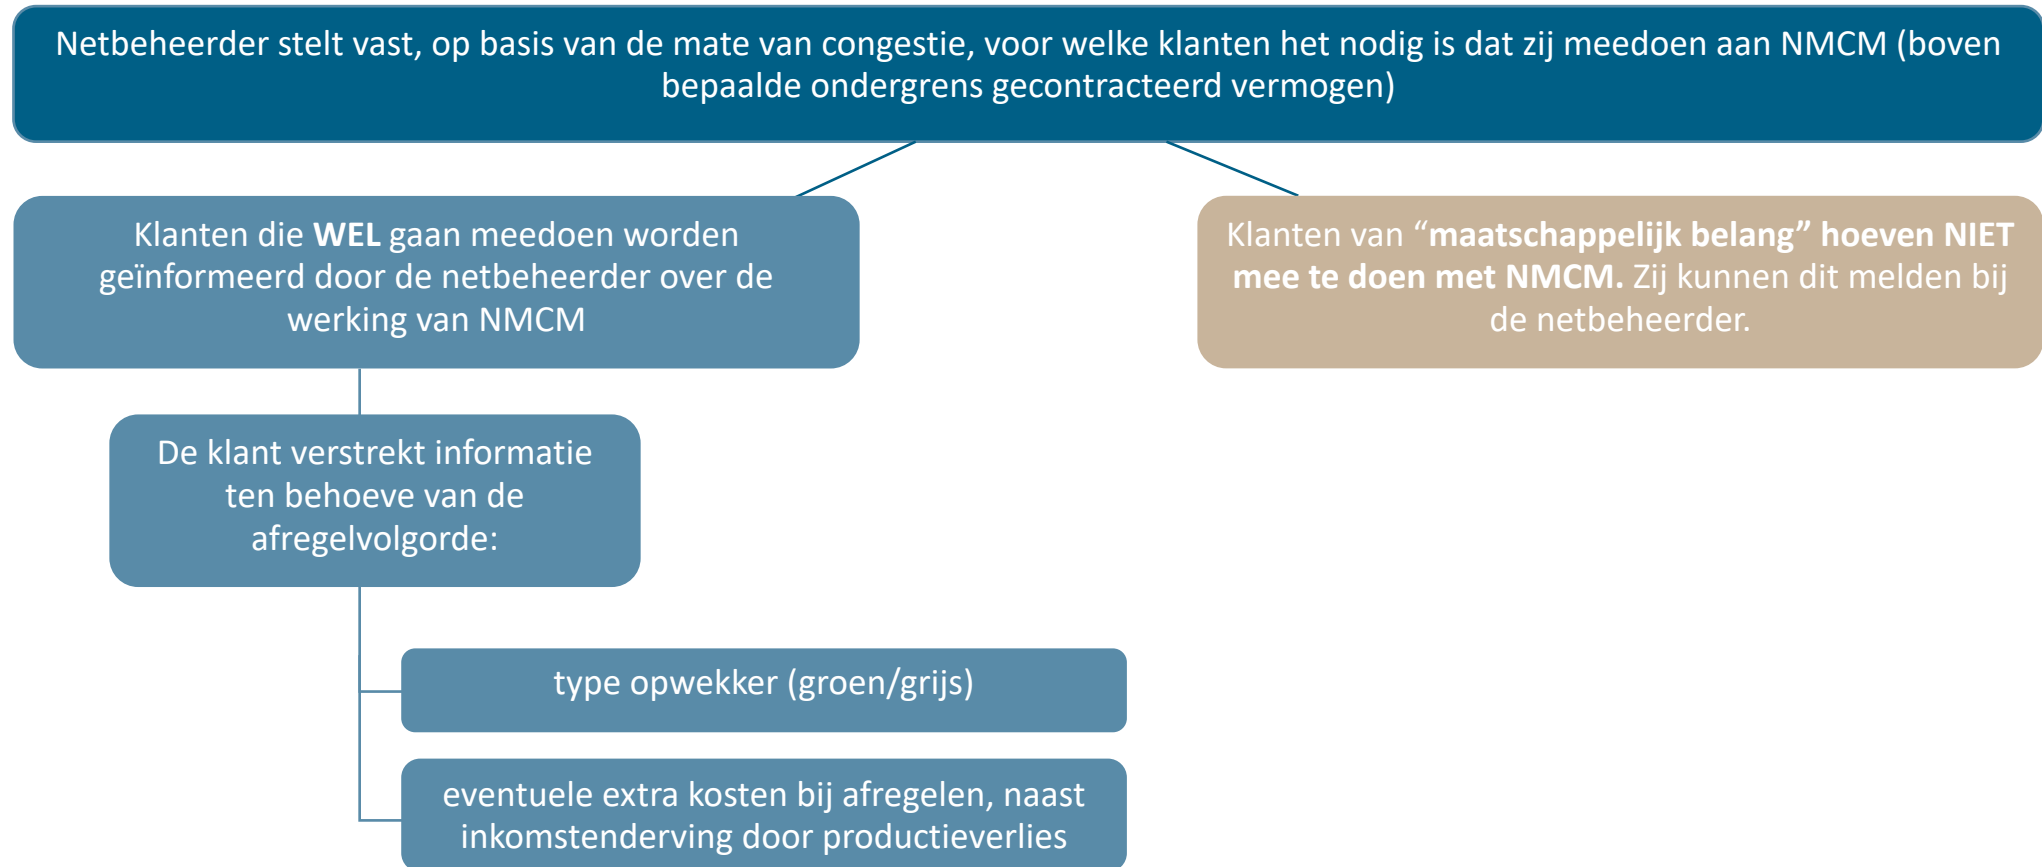 Netbeheerder stelt vast, op basis van de mate van congestie, voor welke klanten het nodig is dat zij meedoen aan NMCM (boven
bepaalde ondergrens gecontracteerd vermogen)
Klanten die WEL gaan meedoen worden
geïnformeerd door de netbeheerder over de
werking van NMCM
Klanten van “maatschappelijk belang” hoeven NIET
mee te doen met NMCM. Zij kunnen dit melden bij
de netbeheerder.
De klant verstrekt informatie
ten behoeve van de
afregelvolgorde:
type opwekker (groen/grijs)
eventuele extra kosten bij afregelen, naast
inkomstenderving door productieverlies